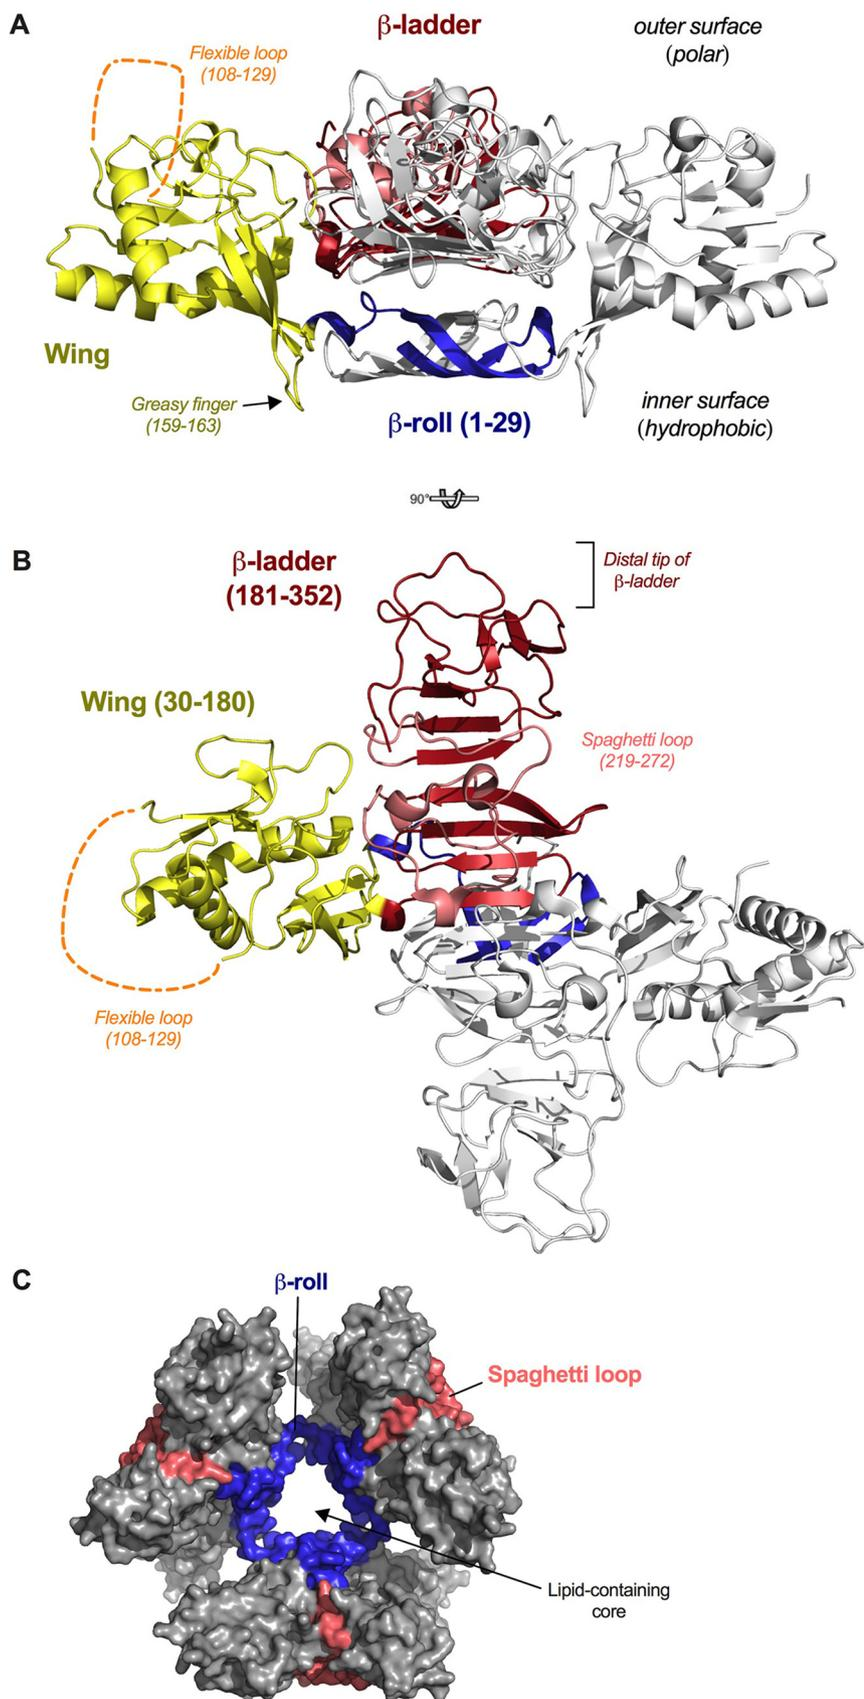 A
β-ladder
outer surface
(polar)
Flexible loop
(108-129)
Wing
Greasy finger
(159-163)
β-roll (1-29)
inner surface
(hydrophobic)
90°
B
β-ladder
(181-352)
Distal tip of
β-ladder
Wing (30-180)
Spaghetti loop
(219-272)
Flexible loop
(108-129)
C
β-roll
Spaghetti loop
Lipid-containing
core